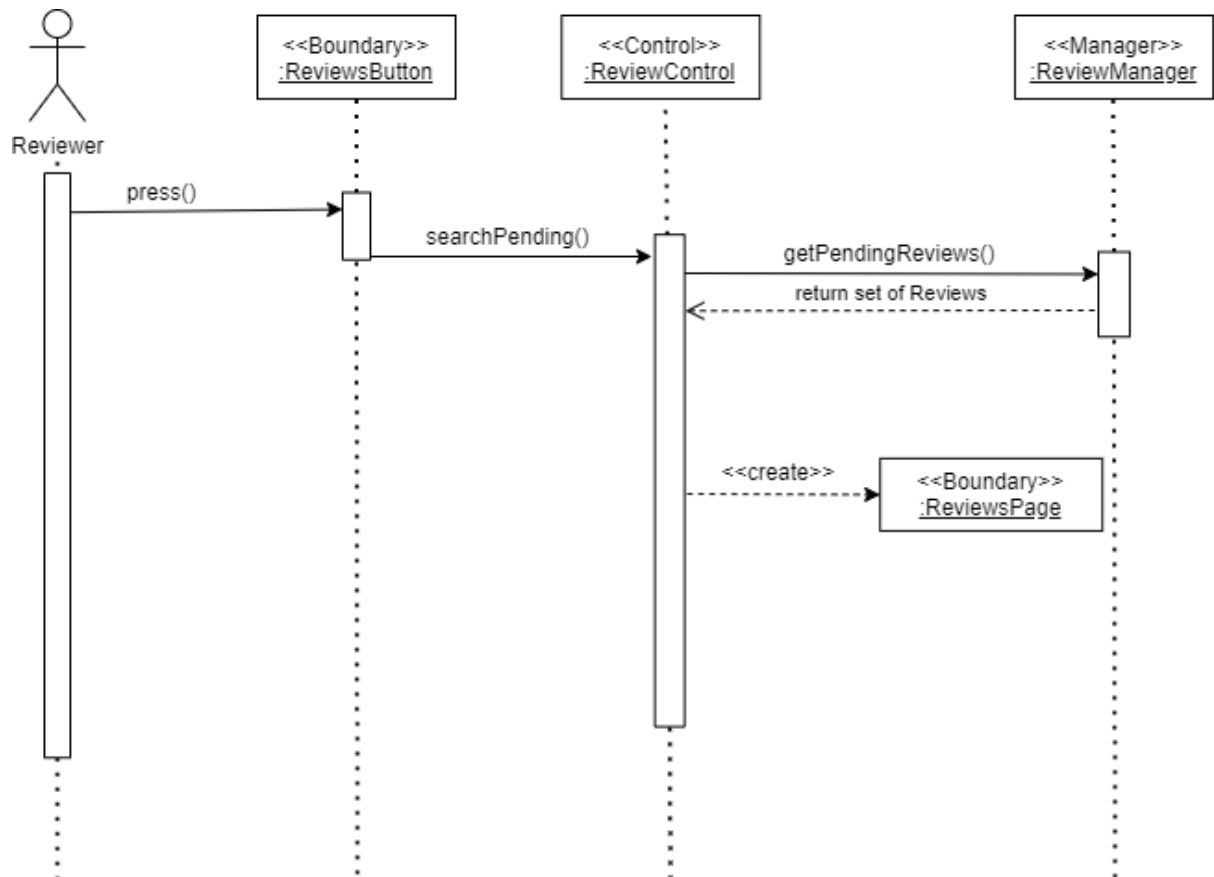 <<Boundary>>
:ReviewsButton
<<Control>>
:ReviewControl
<<Manager>>
:ReviewManager
Reviewer
press()
searchPending()
getPendingReviews()
return set of Reviews
<<create>>
<<Boundary>>
:ReviewsPage